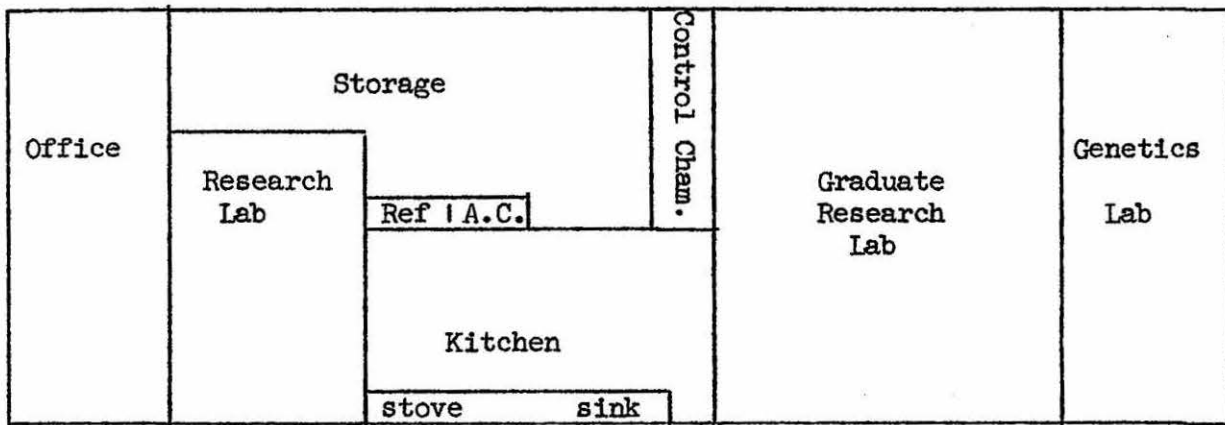 Office
Storage
Control Cham.
Research
Lab
Ref
A.C.
Kitchen
stove
sink
Graduate
Research
Lab
Genetics
Lab